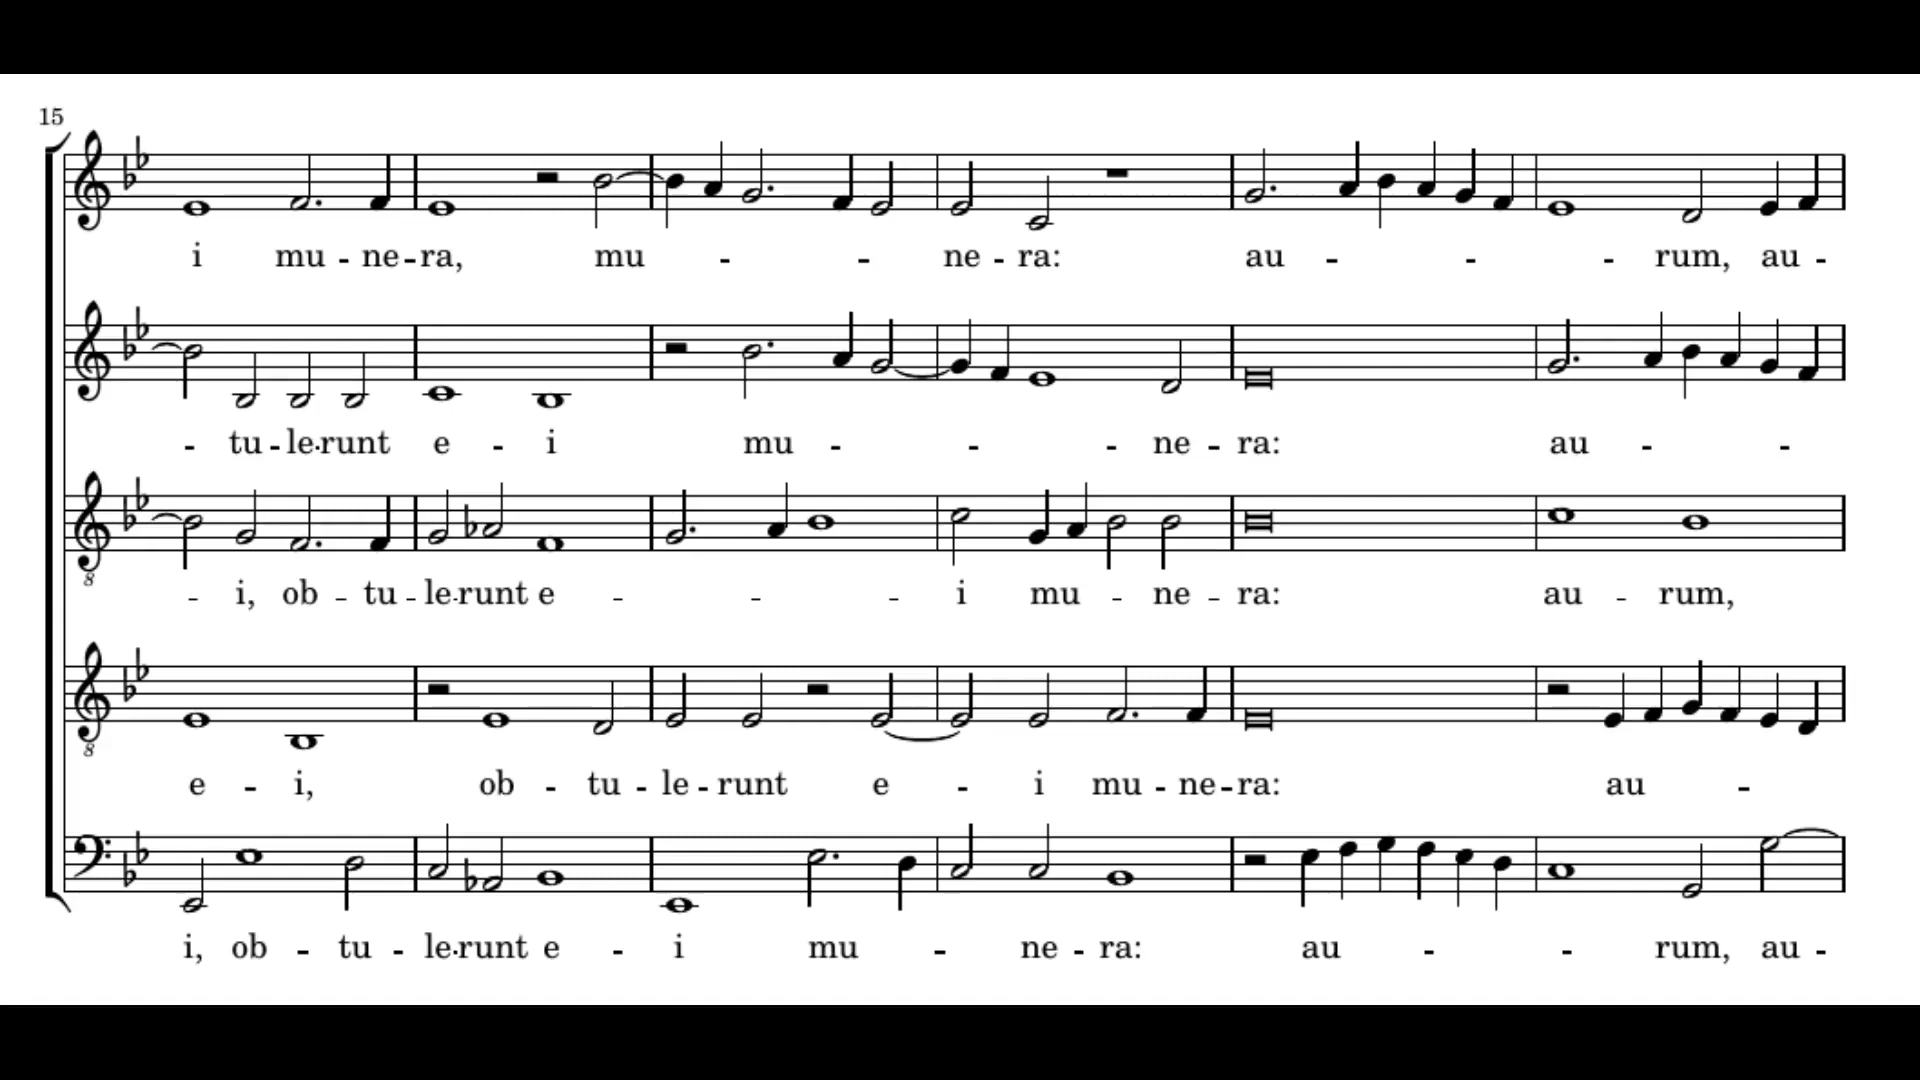 15
i mu - ne - ra, mu - - ne - ra: au - - - rum, au -
- tu - le - runt e - i mu - - - ne - ra: au - -
8
- i, ob - tu - le - runt e - - - i mu - ne - ra: au - rum,
8
e - i, ob - tu - le - runt e - i mu - ne - ra: au -
i, ob - tu - le - runt e - i mu - ne - ra: au - - rum, au -